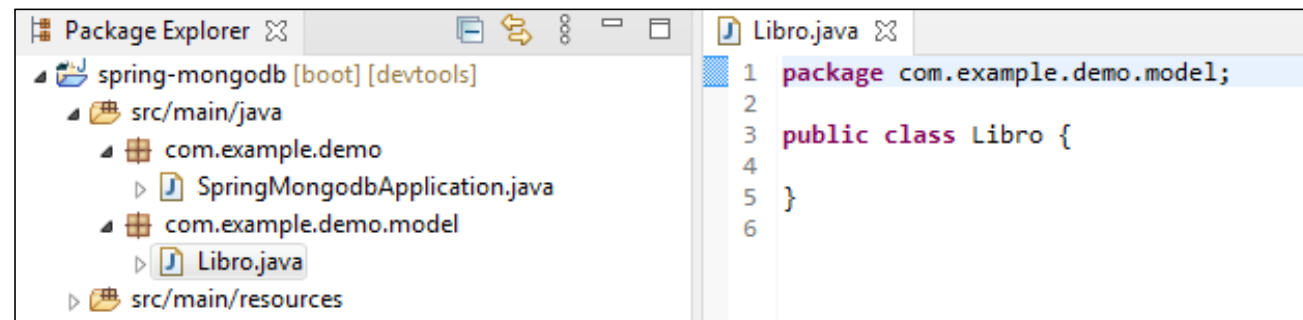 Package Explorer
spring-mongodb [boot] [devtools]
src/main/java
com.example.demo
SpringMongodbApplication.java
com.example.demo.model
Libro.java
src/main/resources
Libro.java
1 package com.example.demo.model;
2
3 public class Libro {
4
5 }
6